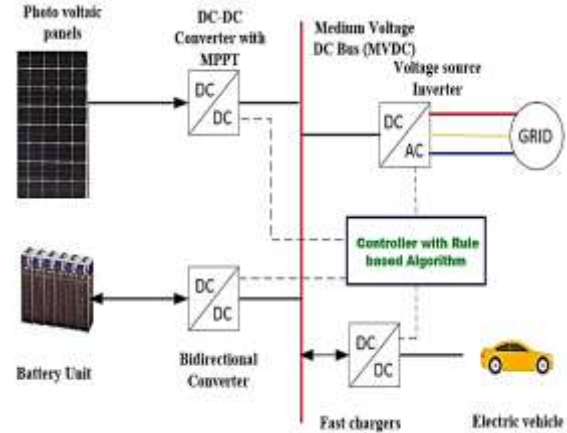 Photo voltaic
panels
DC-DC
Converter with
MPPT
Medium Voltage
DC Bus (MVDC)
Voltage source
Inverter
DC
DC
DC
AC
GRID
Controller with Rule
based Algorithm
DC
DC
Battery Unit
Bidirectional
Converter
DC
DC
Fast chargers
Electric vehicle